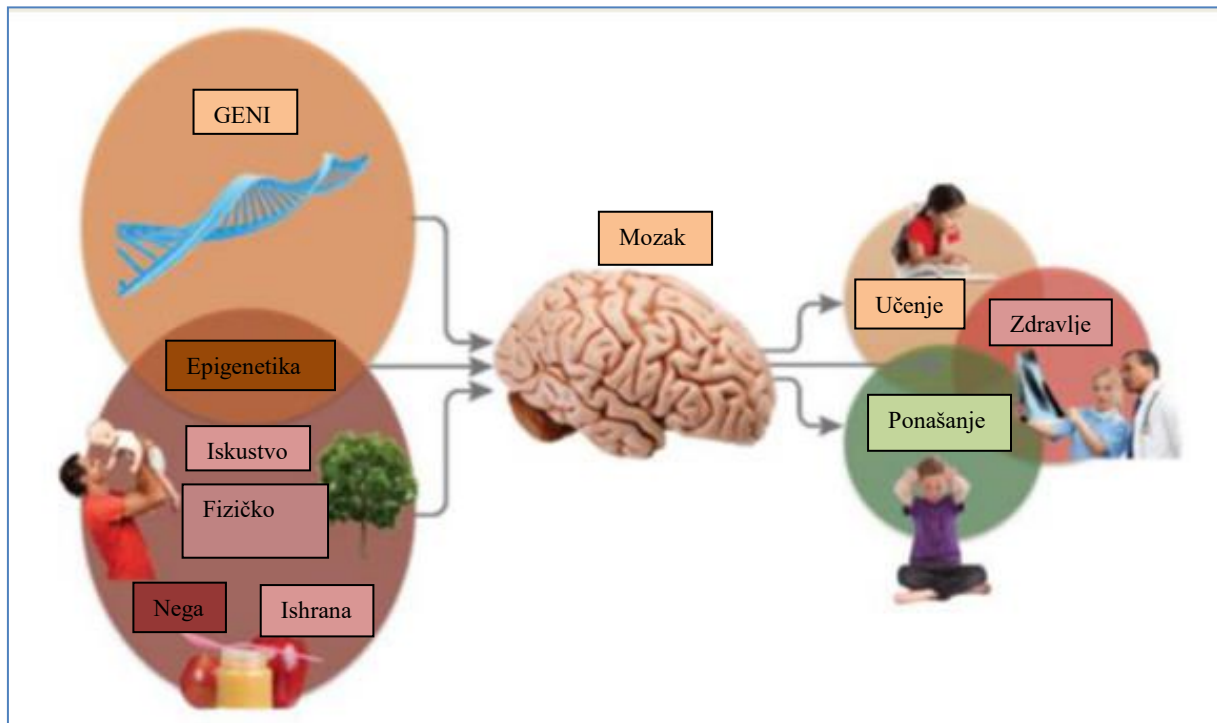 GENI
Mozak
Učenje
Zdravlje
Epigenetika
Ponašanje
Iskustvo
Fizičko
Nega
Ishrana